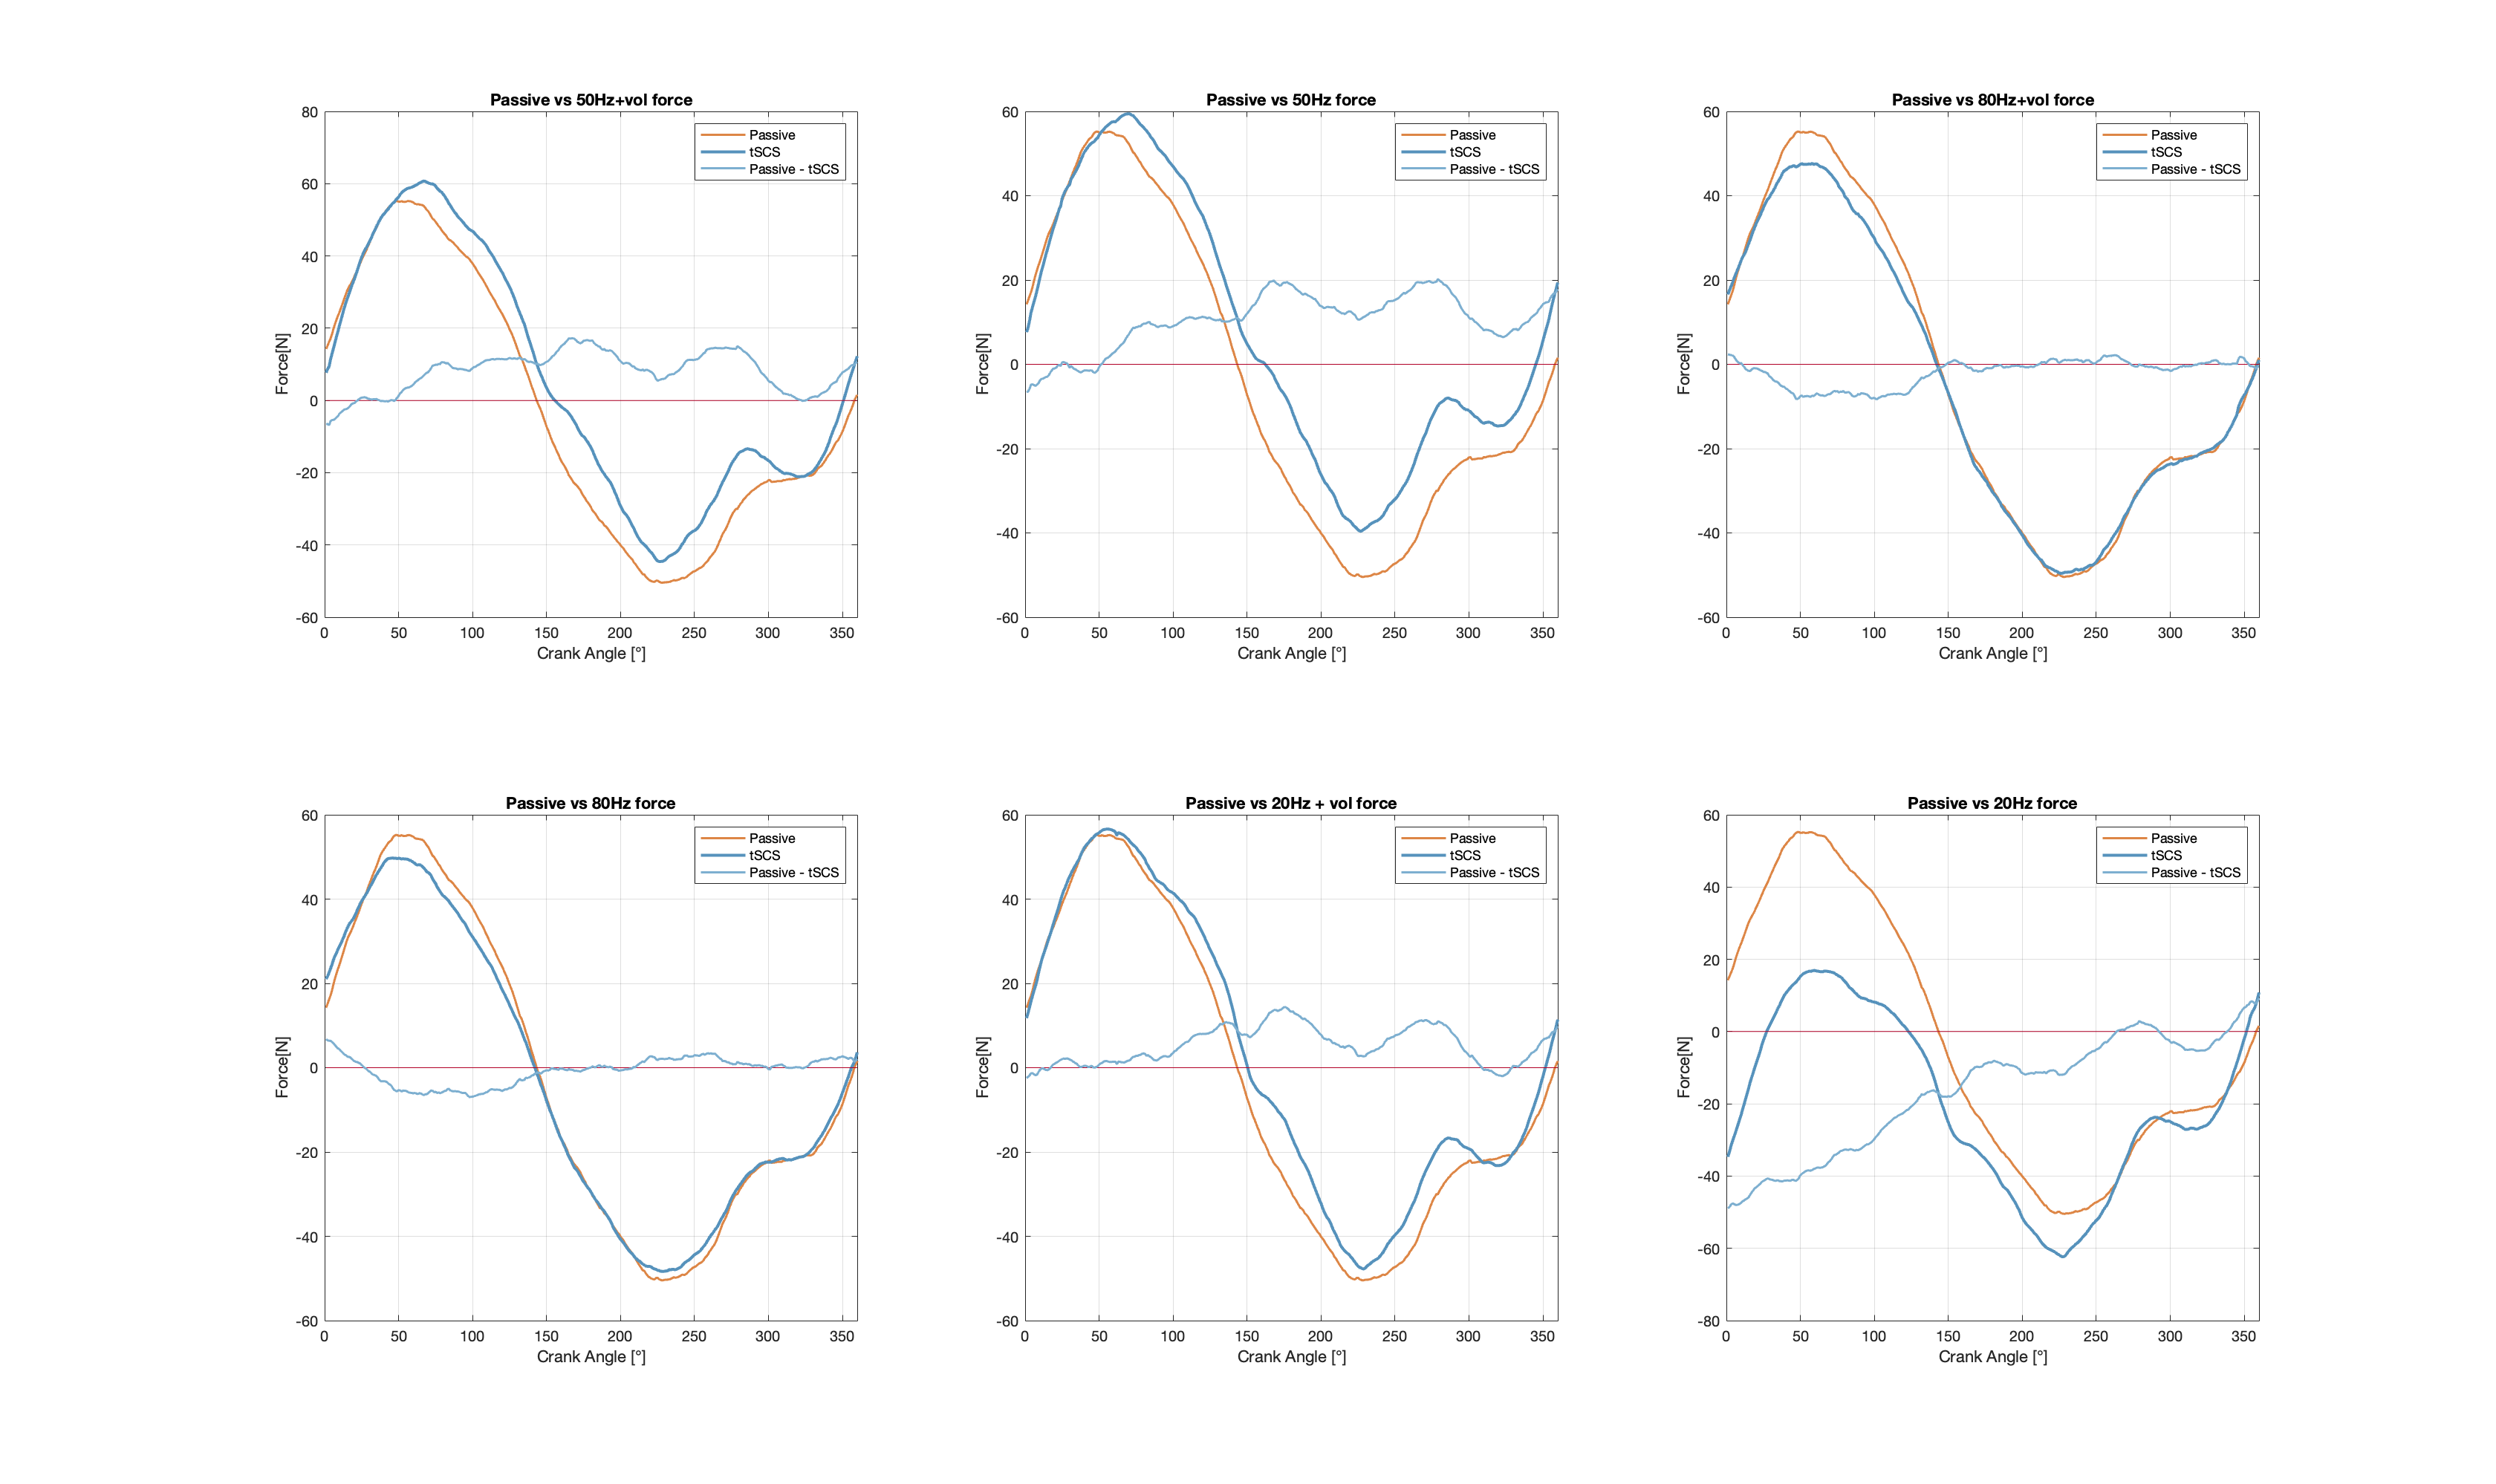 Passive vs 50Hz+vol force
80
60
40
20
0
-20
-40
-60
Force[N]
Passive
tSCS
Passive - tSCS
0 50 100 150 200 250 300 350
Crank Angle [°]
Passive vs 50Hz force
60
40
20
0
-20
-40
-60
Force[N]
Passive
tSCS
Passive - tSCS
0 50 100 150 200 250 300 350
Crank Angle [°]
Passive vs 80Hz+vol force
60
40
20
0
-20
-40
-60
Force[N]
Passive
tSCS
Passive - tSCS
0 50 100 150 200 250 300 350
Crank Angle [°]
Passive vs 80Hz force
60
40
20
0
-20
-40
-60
Force[N]
Passive
tSCS
Passive - tSCS
0 50 100 150 200 250 300 350
Crank Angle [°]
Passive vs 20Hz + vol force
60
40
20
0
-20
-40
-60
Force[N]
Passive
tSCS
Passive - tSCS
0 50 100 150 200 250 300 350
Crank Angle [°]
Passive vs 20Hz force
60
40
20
0
-20
-40
-60
-80
Force[N]
Passive
tSCS
Passive - tSCS
0 50 100 150 200 250 300 350
Crank Angle [°]